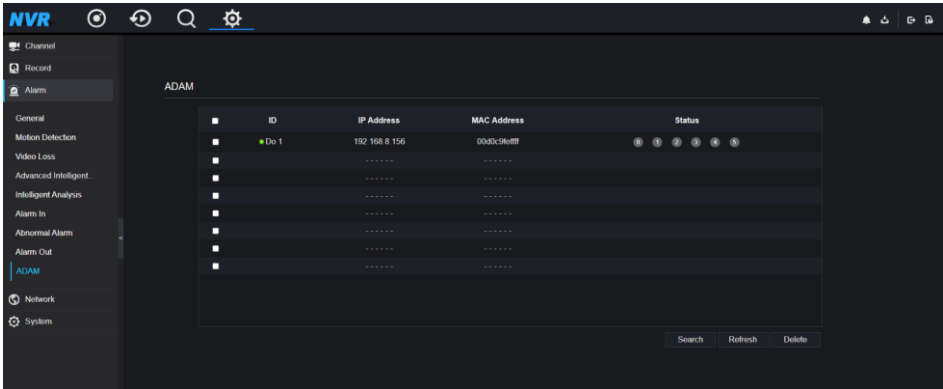 NVR
Channel
Record
Alarm
General
Motion Detection
Video Loss
Advanced Intelligent...
Intelligent Analysis
Alarm In
Abnormal Alarm
Alarm Out
ADAM
Network
System
ADAM
ID IP Address MAC Address Status
Do 1 192.168.8.156 00d0c9feffff 0 1 2 3 4 5
- - - - - - - - - - - -
- - - - - - - - - - - -
- - - - - - - - - - - -
- - - - - - - - - - - -
- - - - - - - - - - - -
- - - - - - - - - - - -
- - - - - - - - - - - -
Search Refresh Delete